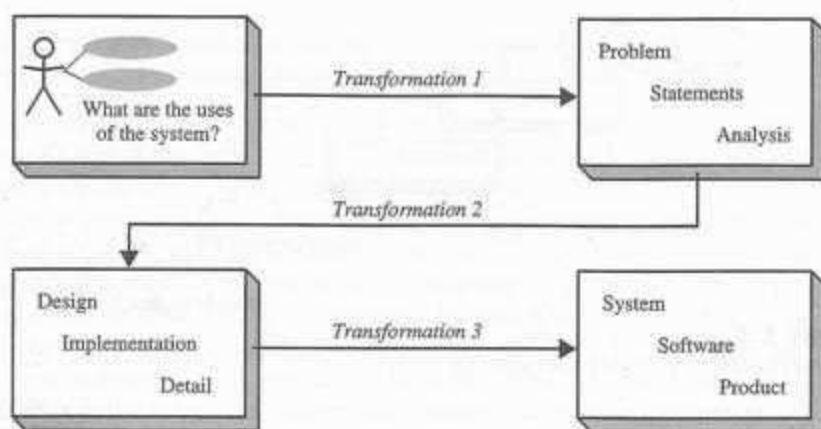 What are the uses
of the system?
Transformation 1
Problem
Statements
Analysis
Transformation 2
Design
Implementation
Detail
Transformation 3
System
Software
Product